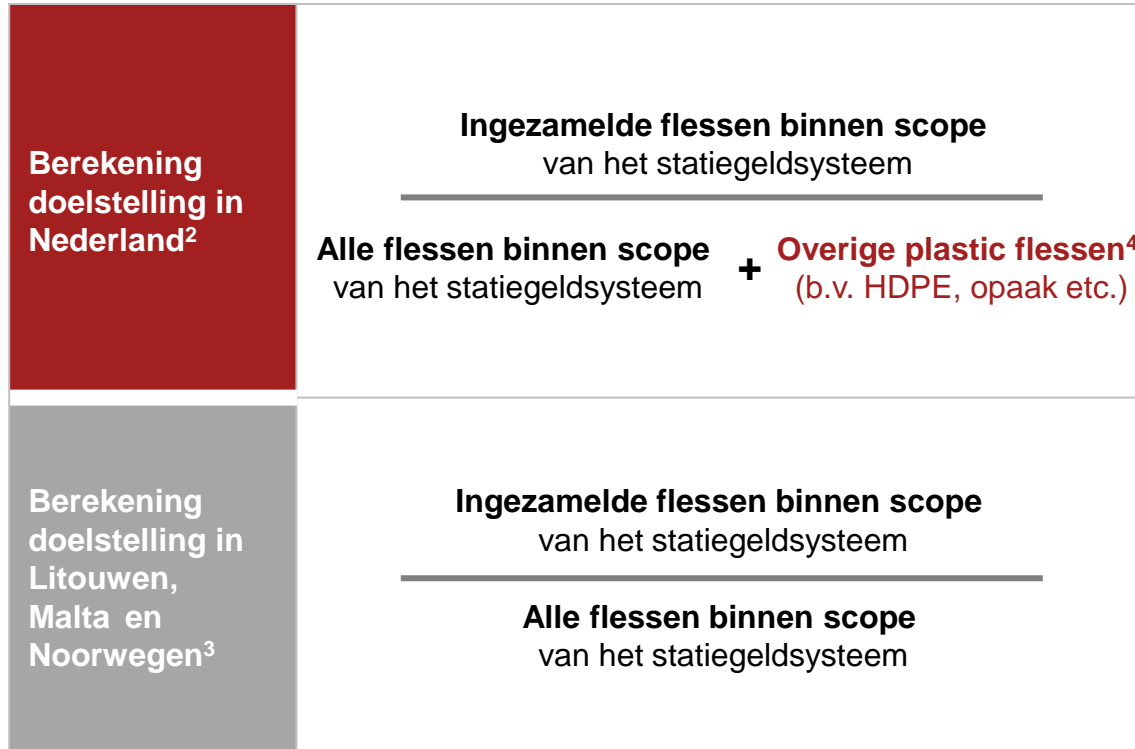 Berekening
doelstelling in
Nederland²
Ingezamelde flessen binnen scope
van het statiegeldsysteem
Alle flessen binnen scope
van het statiegeldsysteem
+
Overige plastic flessen⁴
(b.v. HDPE, opaak etc.)
Berekening
doelstelling in
Litouwen,
Malta en
Noorwegen³
Ingezamelde flessen binnen scope
van het statiegeldsysteem
Alle flessen binnen scope
van het statiegeldsysteem